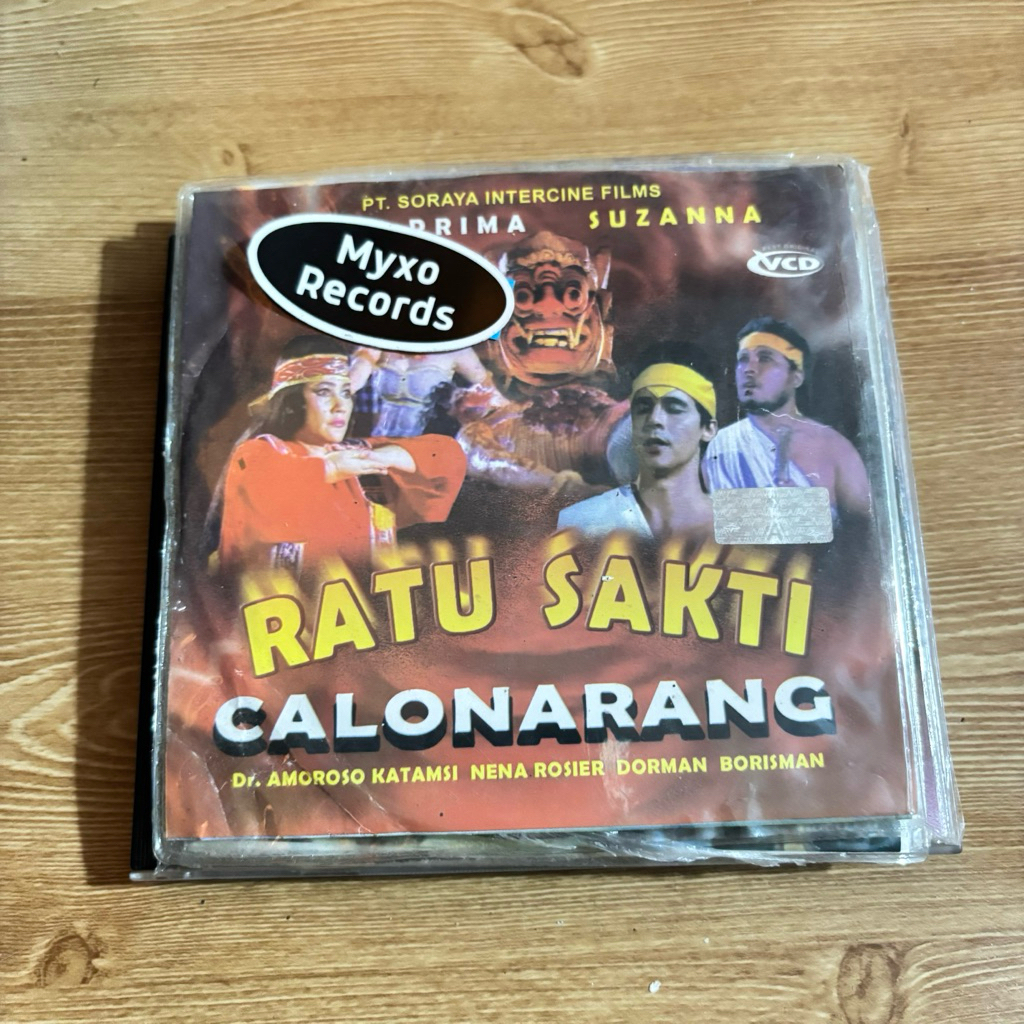 PT. SORAYA INTERCINE FILMS
PRIMA SUZANNA
Myxo
Records
VCD
RATU SAKTI
CALONARANG
Dr. AMOROSO KATAMSI NENA ROSIER DORMAN BORISMAN